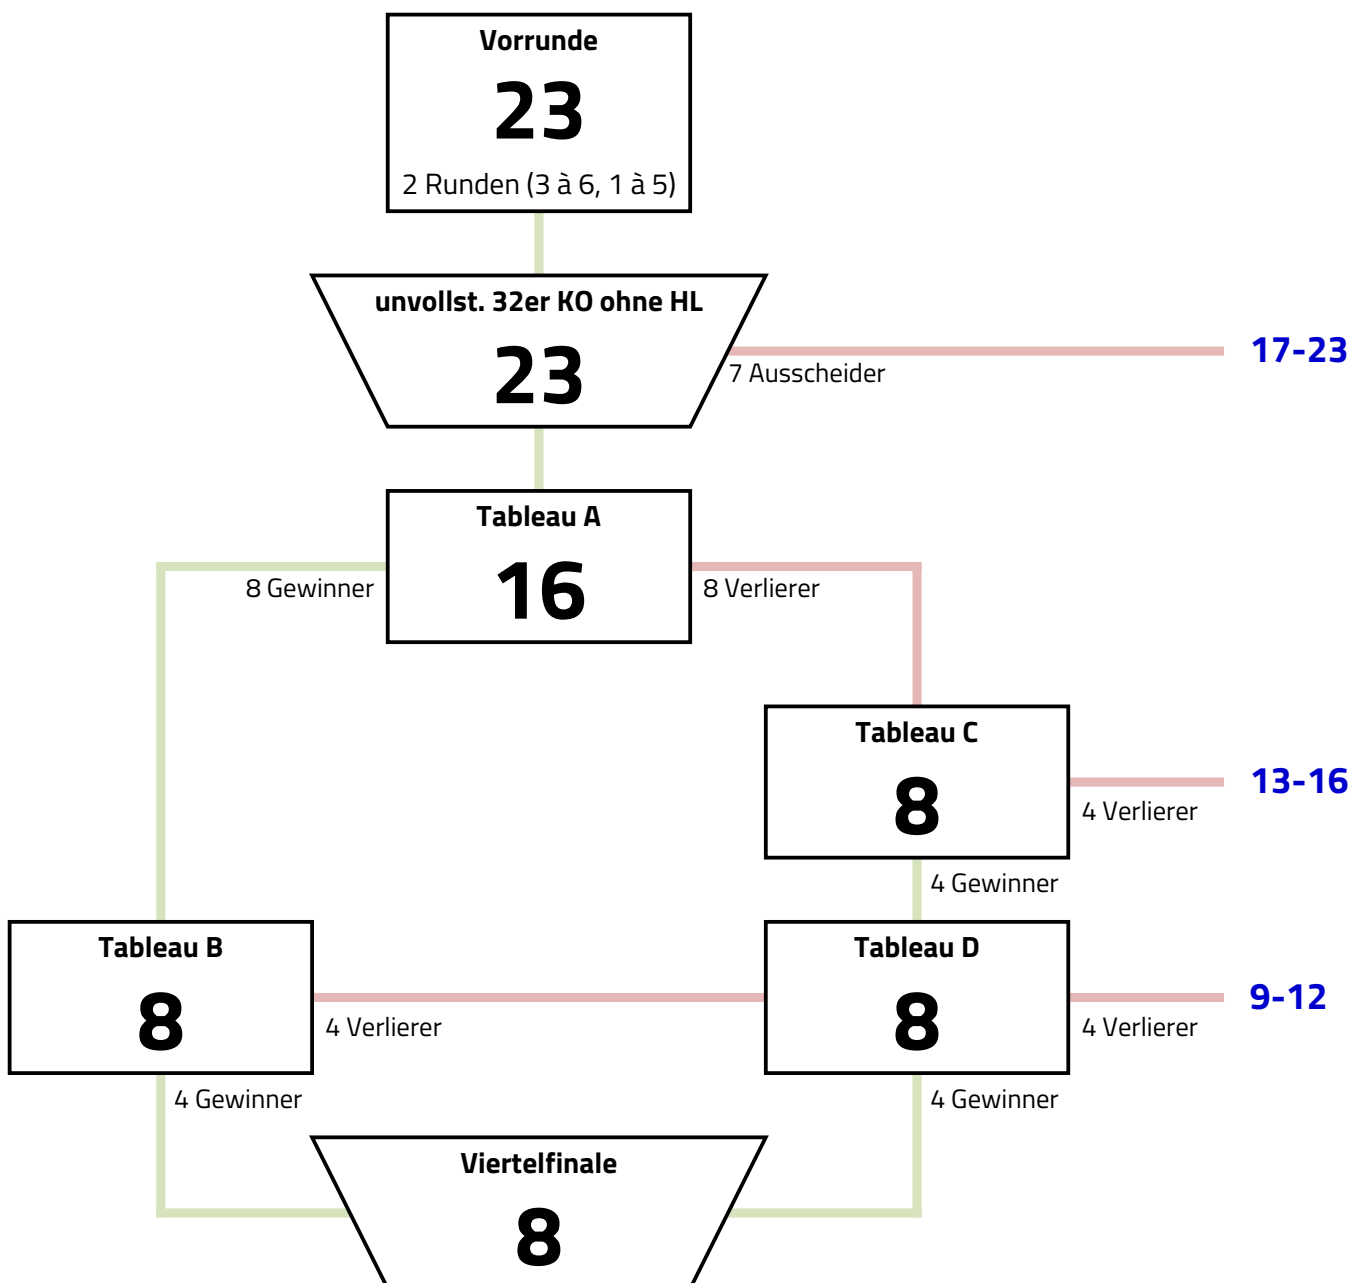 Vorrunde
23
2 Runden (3 à 6, 1 à 5)
unvollst. 32er KO ohne HL
23
17-23
7 Ausscheider
Tableau A
16
8 Gewinner
8 Verlierer
Tableau C
8
13-16
4 Verlierer
4 Gewinner
Tableau B
8
4 Verlierer
Tableau D
8
9-12
4 Verlierer
4 Gewinner
4 Gewinner
Viertelfinale
8